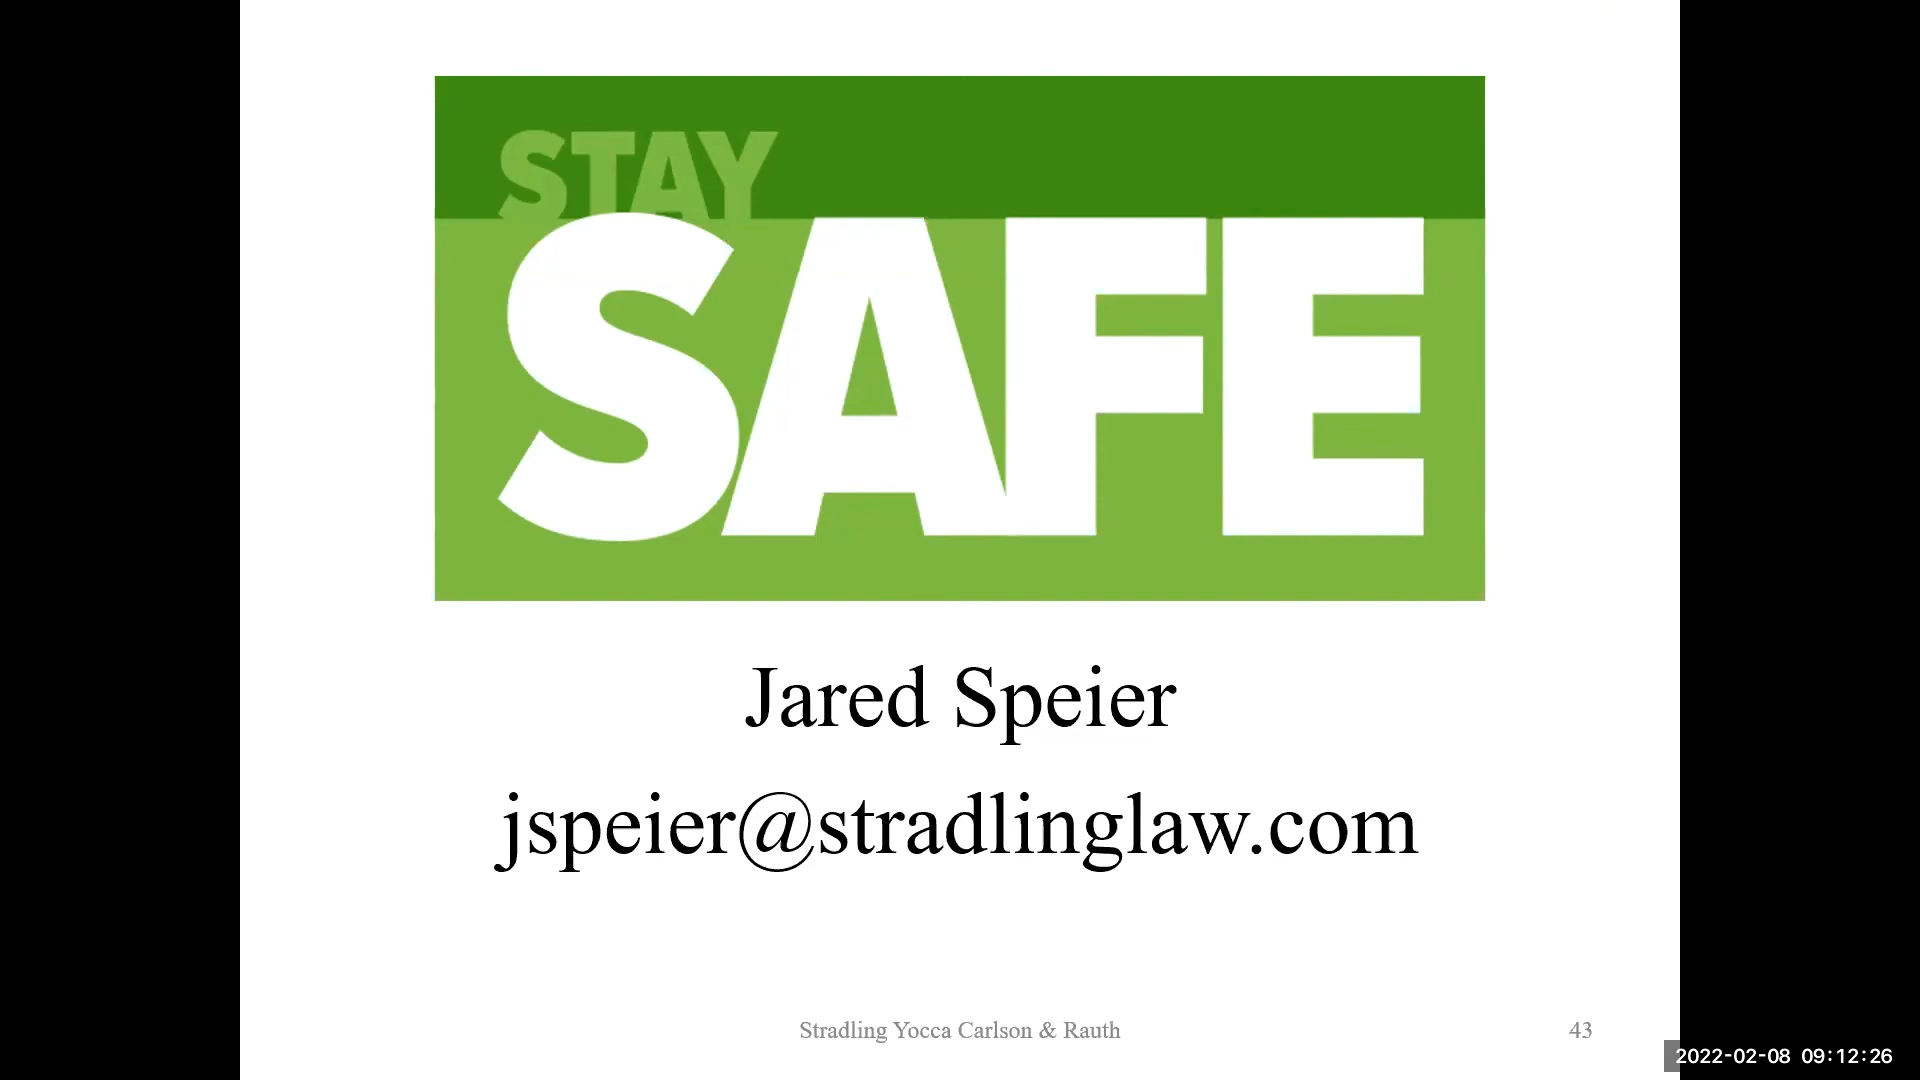 STAY
SAFE
Jared Speier
jspeier@stradlinglaw.com
Stradling Yocca Carlson & Rauth
43
2022-02-08 09:12:26